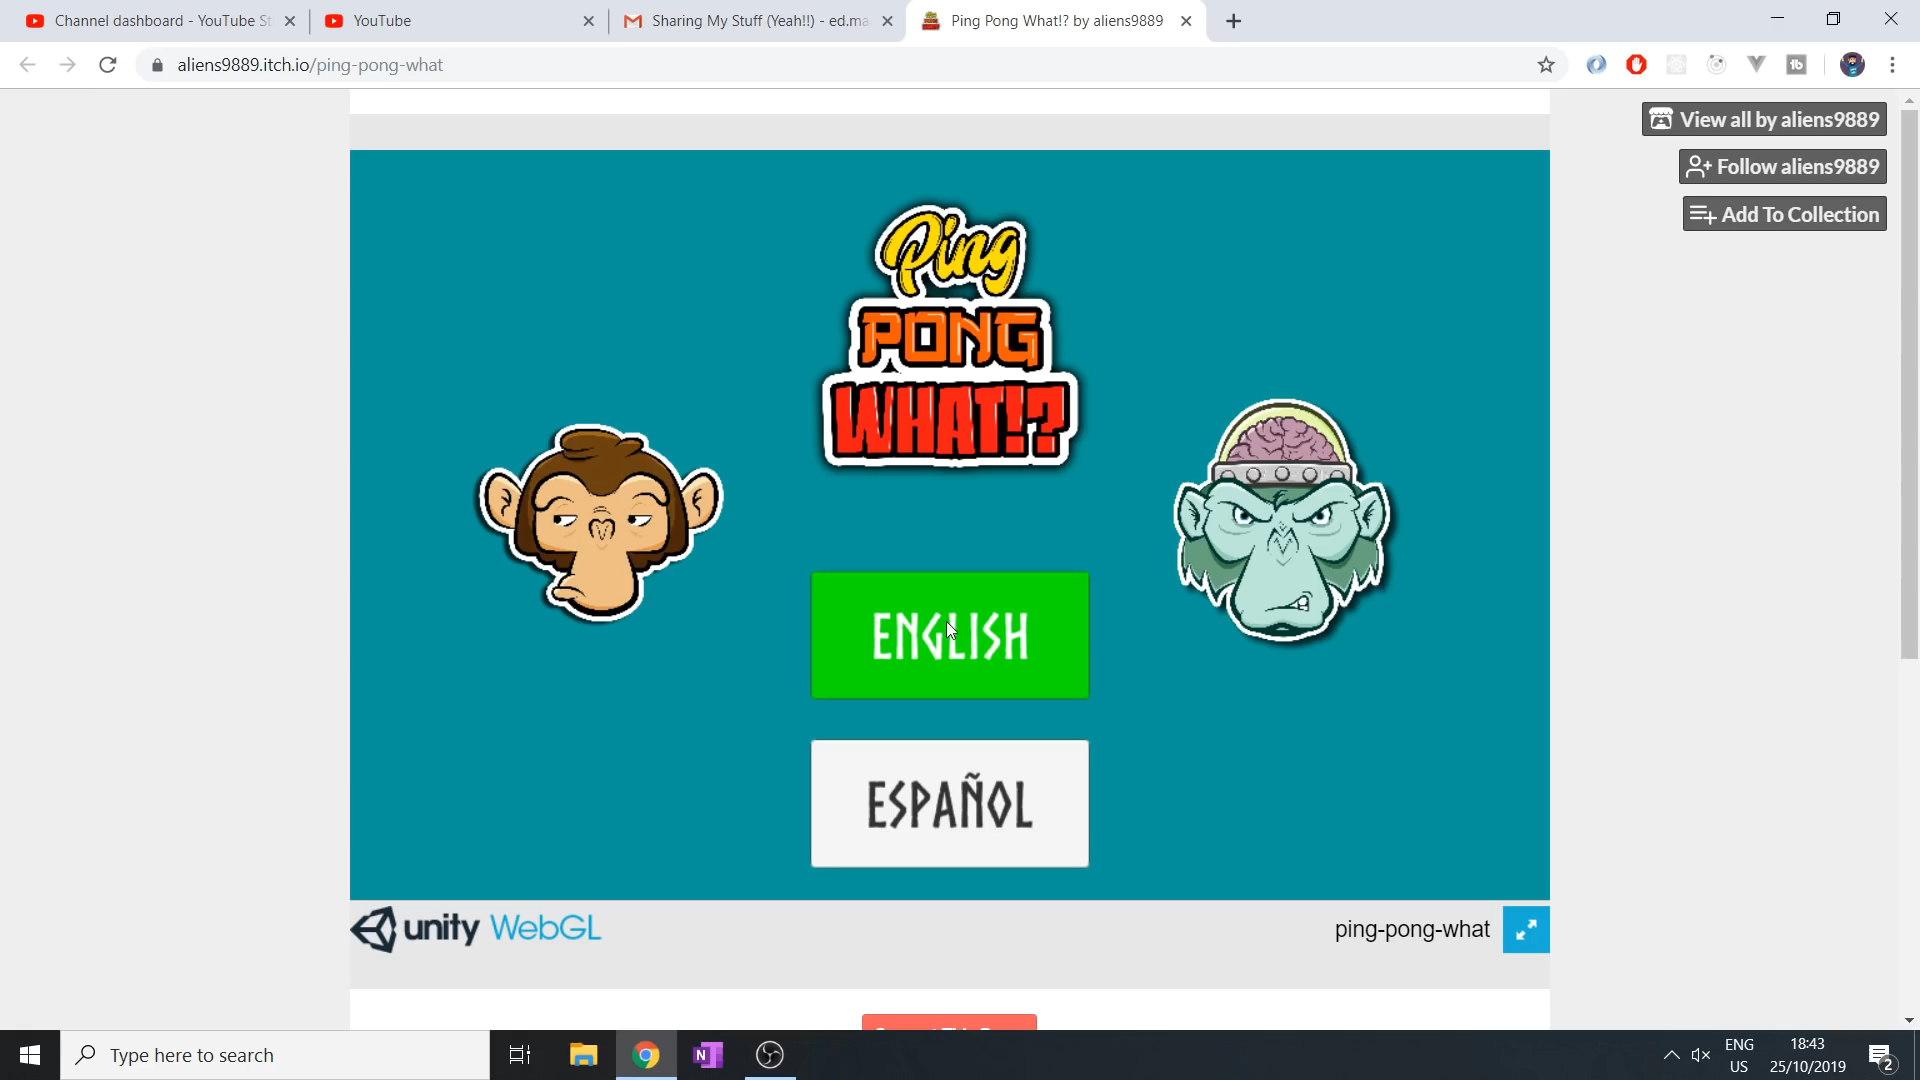 Channel dashboard - YouTube St
YouTube
Sharing My Stuff (Yeah!!) - ed.ma
Ping Pong What!? by aliens9889
aliens9889.itch.io/ping-pong-what
View all by aliens9889
Follow aliens9889
Add To Collection
Ping
PONG
WHAT!?
ENGLISH
ESPAÑOL
unity WebGL
ping-pong-what
Type here to search
ENG
US
18:43
25/10/2019
2